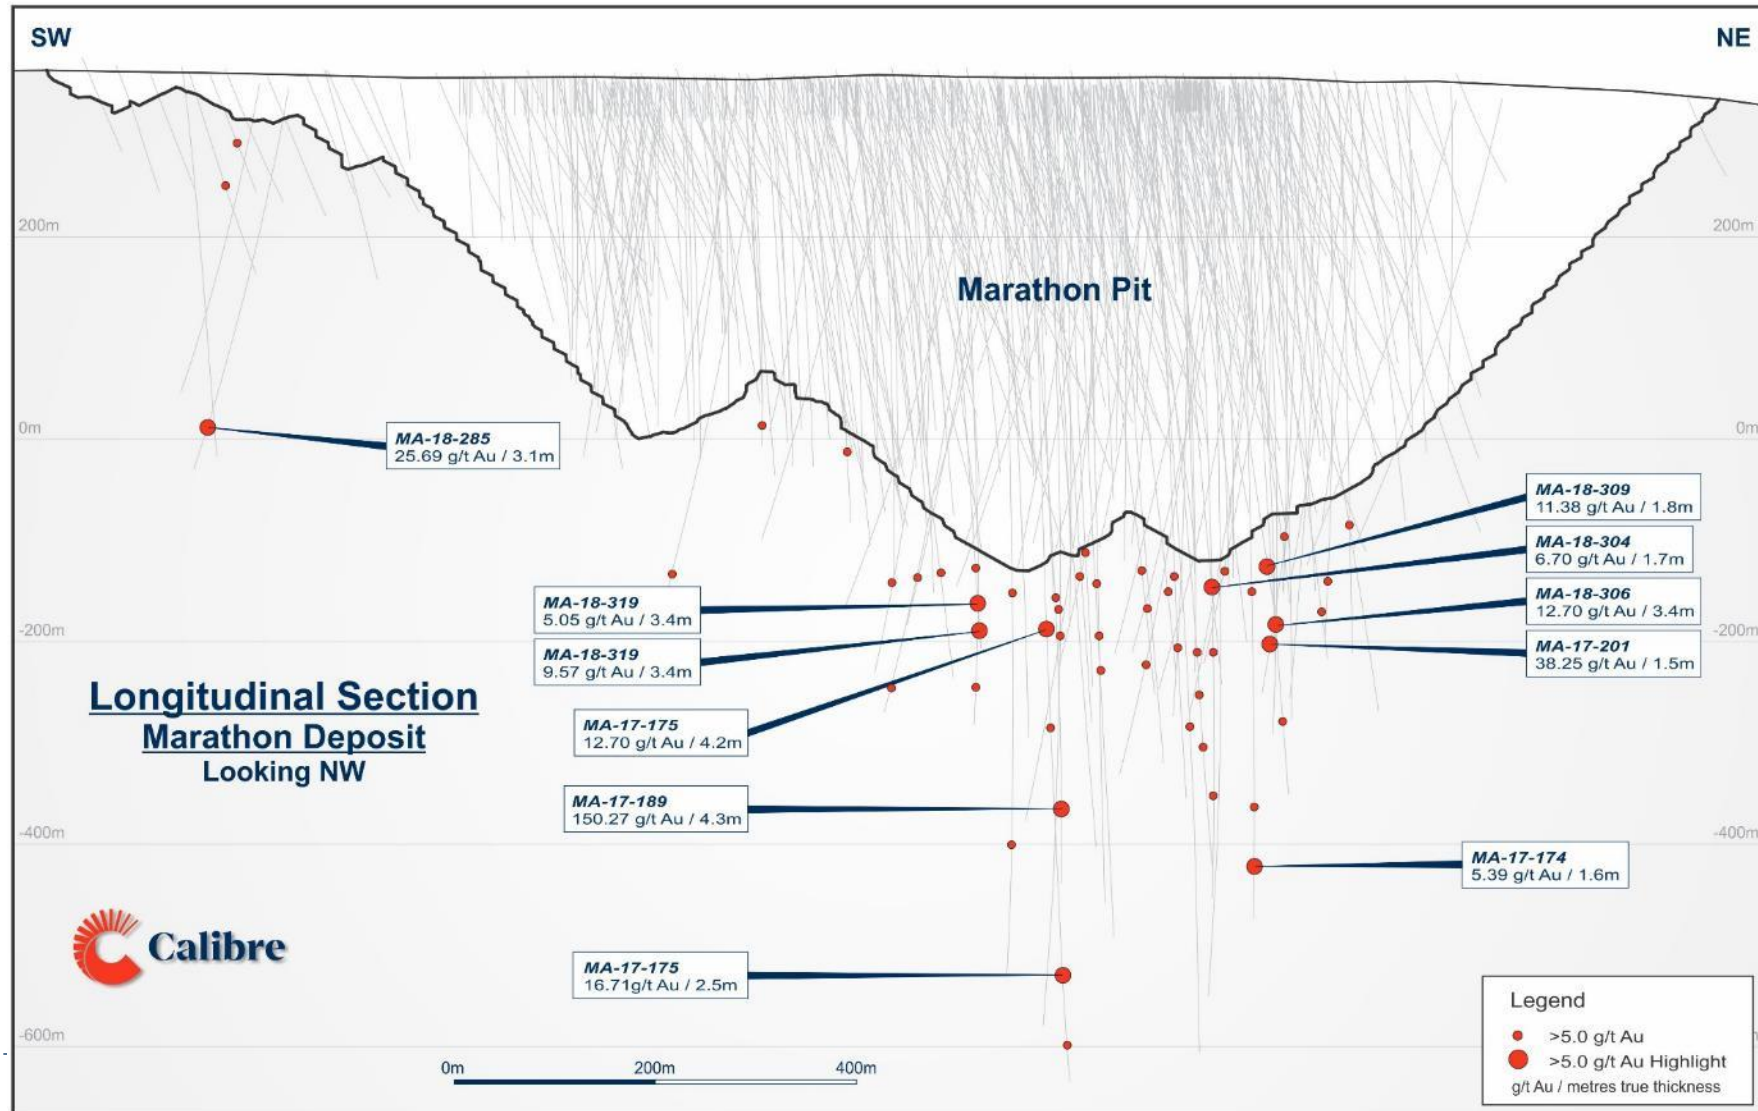 SW
NE
200m
200m
Marathon Pit
0m
0m
MA-18-285
25.69 g/t Au / 3.1m
MA-18-309
11.38 g/t Au / 1.8m
MA-18-304
6.70 g/t Au / 1.7m
MA-18-319
5.05 g/t Au / 3.4m
MA-18-306
12.70 g/t Au / 3.4m
-200m
-200m
MA-18-319
9.57 g/t Au / 3.4m
MA-17-201
38.25 g/t Au / 1.5m
Longitudinal Section
Marathon Deposit
Looking NW
MA-17-175
12.70 g/t Au / 4.2m
MA-17-189
150.27 g/t Au / 4.3m
-400m
-400m
MA-17-174
5.39 g/t Au / 1.6m
Calibre
MA-17-175
16.71g/t Au / 2.5m
-600m
0m
200m
400m
Legend
>5.0 g/t Au
>5.0 g/t Au Highlight
g/t Au / metres true thickness